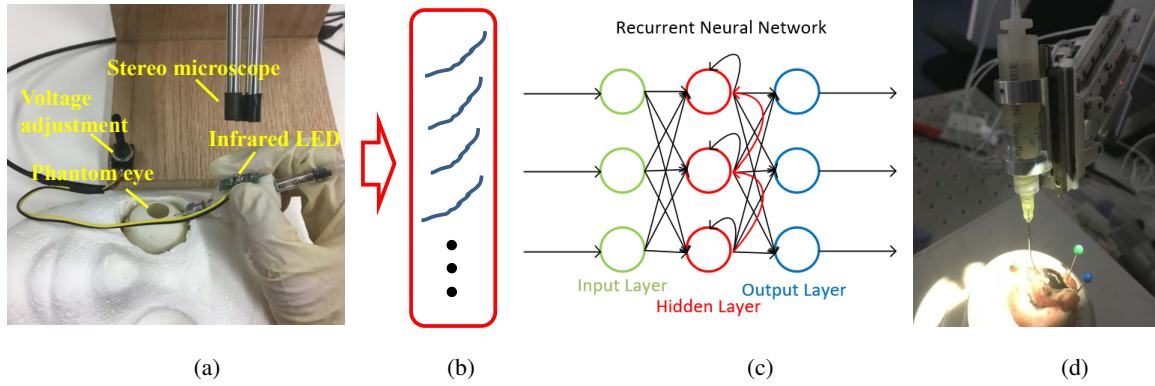 Stereo microscope
Voltage
adjustment
Infrared LED
Phantom eye
Recurrent Neural Network
Input Layer
Hidden Layer
Output Layer
(a)
(b)
(c)
(d)